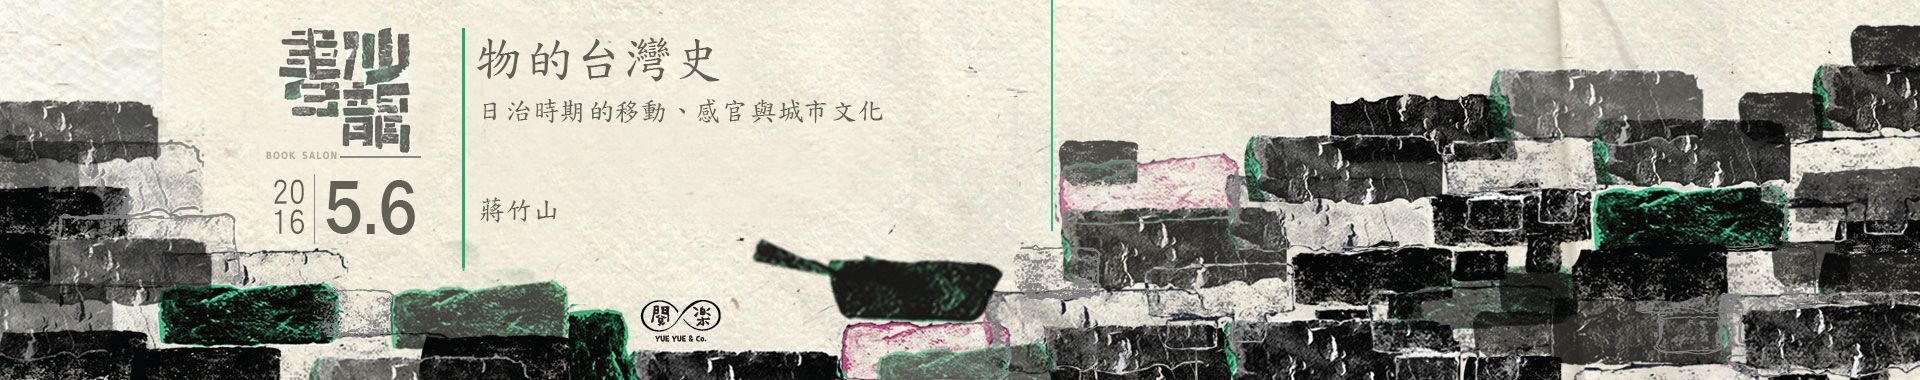 書沙龍
BOOK SALON
2016
5.6
物的台灣史
日治時期的移動、感官與城市文化
蔣竹山
閱樂
YUE YUE & Co.